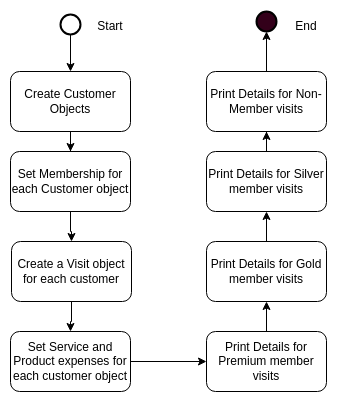 Start
Create Customer
Objects
Set Membership for
each Customer object
Create a Visit object
for each customer
Set Service and
Product expenses for
each customer object
Print Details for
Premium member
visits
Print Details for Gold
member visits
Print Details for Silver
member visits
Print Details for Non-
Member visits
End